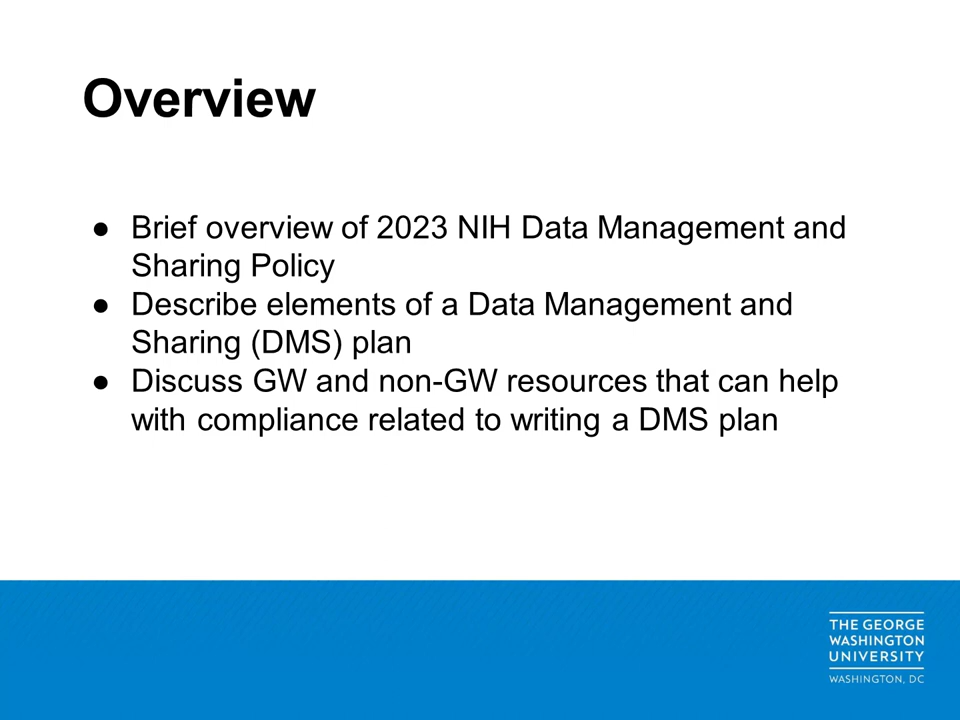 Overview
● Brief overview of 2023 NIH Data Management and
Sharing Policy
● Describe elements of a Data Management and
Sharing (DMS) plan
● Discuss GW and non-GW resources that can help
with compliance related to writing a DMS plan
THE GEORGE
WASHINGTON
UNIVERSITY
WASHINGTON, DC